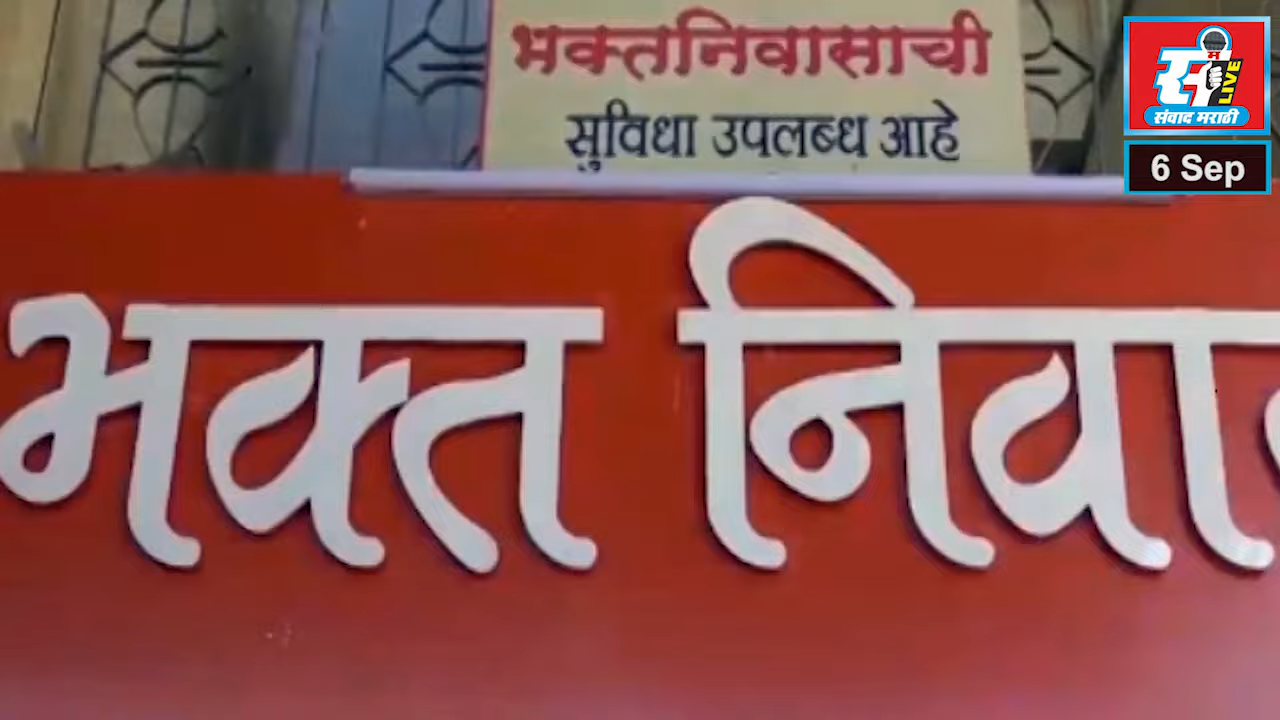 भक्तनिवासाची
सुविधा उपलब्ध आहे
भक्त निवा
स
म
LIVE
संवाद मराठी
6 Sep